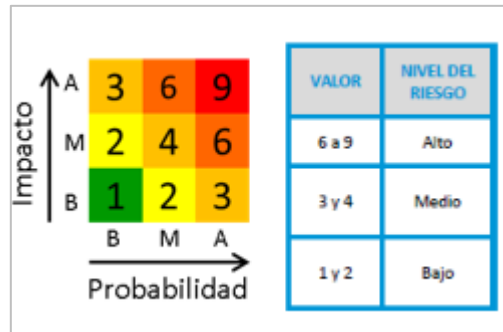 Impacto
A 3 6 9
M 2 4 6
B 1 2 3
B M A
Probabilidad
VALOR NIVEL DEL RIESGO
6 a 9 Alto
3 y 4 Medio
1 y 2 Bajo